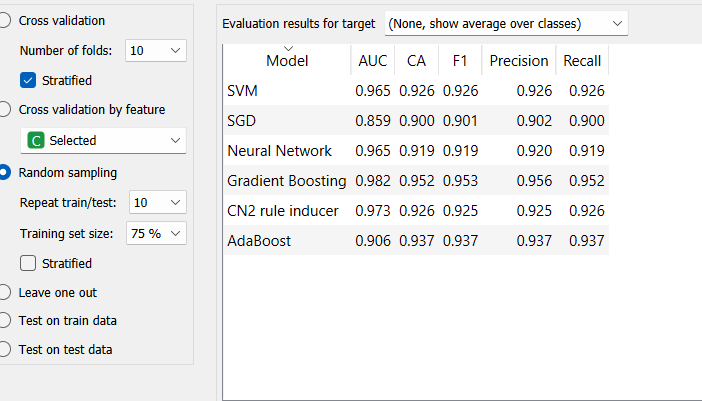 Cross validation
Number of folds: 10
Stratified
Cross validation by feature
C Selected
Random sampling
Repeat train/test: 10
Training set size: 75 %
Stratified
Leave one out
Test on train data
Test on test data
Evaluation results for target (None, show average over classes)
Model AUC CA F1 Precision Recall
SVM 0.965 0.926 0.926 0.926 0.926
SGD 0.859 0.900 0.901 0.902 0.900
Neural Network 0.965 0.919 0.919 0.920 0.919
Gradient Boosting 0.982 0.952 0.953 0.956 0.952
CN2 rule inducer 0.973 0.926 0.925 0.925 0.926
AdaBoost 0.906 0.937 0.937 0.937 0.937